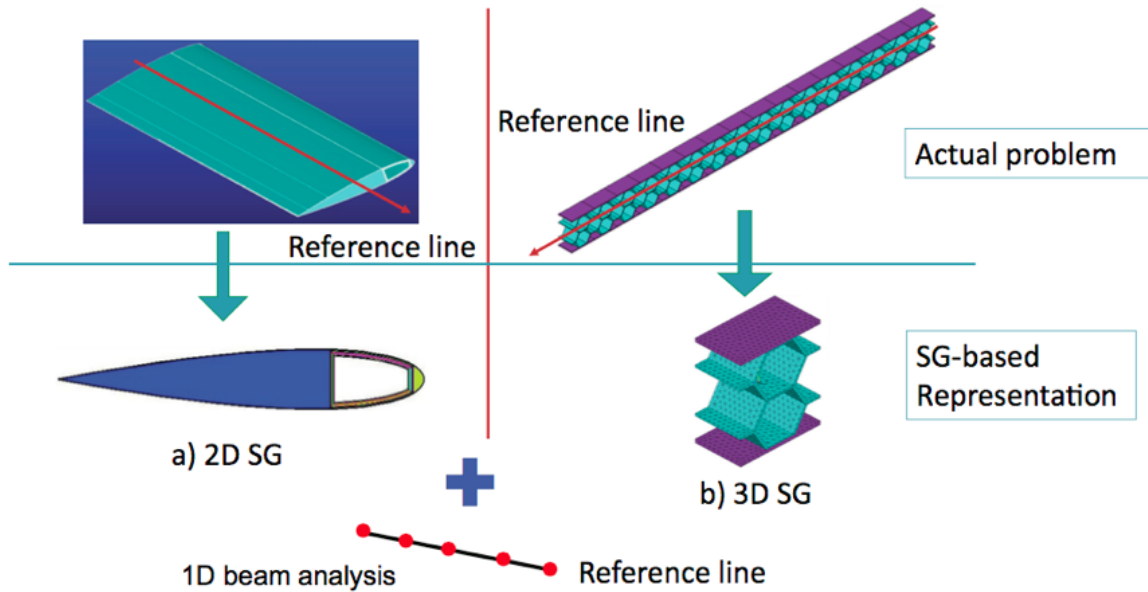 Reference line
Actual problem
Reference line
SG-based
Representation
a) 2D SG
b) 3D SG
1D beam analysis
Reference line